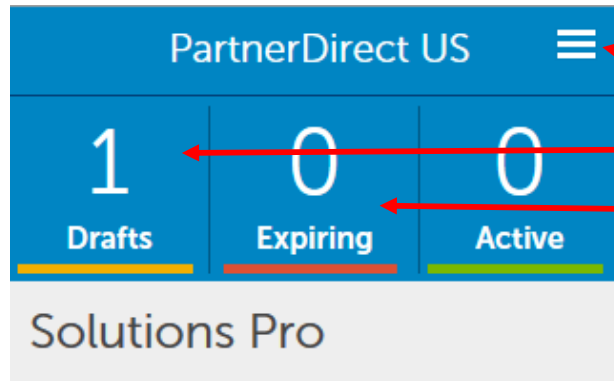 PartnerDirect US
1 0 0
Drafts Expiring Active
Solutions Pro